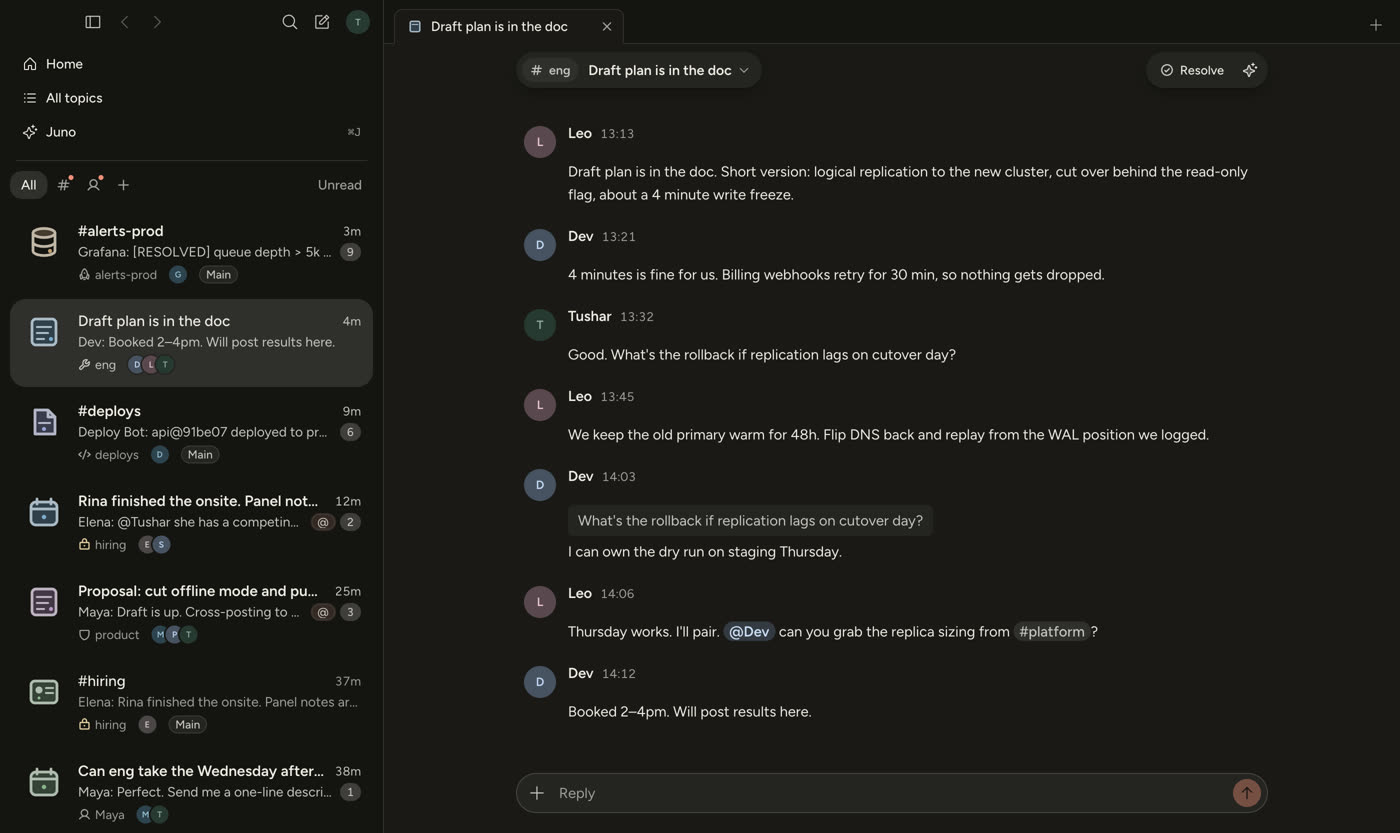 T
Home
All topics
Juno ⌘J
All # + Unread
#alerts-prod 3m
Grafana: [RESOLVED] queue depth > 5k ... 9
alerts-prod G Main
Draft plan is in the doc 4m
Dev: Booked 2–4pm. Will post results here.
eng D L T
#deploys 9m
Deploy Bot: api@91be07 deployed to pr... 6
deploys D Main
Rina finished the onsite. Panel not... 12m
Elena: @Tushar she has a competin... @ 2
hiring E S
Proposal: cut offline mode and pu... 25m
Maya: Draft is up. Cross-posting to ... @ 3
product M P T
#hiring 37m
Elena: Rina finished the onsite. Panel notes ar...
hiring E Main
Can eng take the Wednesday after... 38m
Maya: Perfect. Send me a one-line descri... 1
Maya M T
Draft plan is in the doc
# eng Draft plan is in the doc
Resolve
L Leo 13:13
Draft plan is in the doc. Short version: logical replication to the new cluster, cut over behind the read-only
flag, about a 4 minute write freeze.
D Dev 13:21
4 minutes is fine for us. Billing webhooks retry for 30 min, so nothing gets dropped.
T Tushar 13:32
Good. What's the rollback if replication lags on cutover day?
L Leo 13:45
We keep the old primary warm for 48h. Flip DNS back and replay from the WAL position we logged.
D Dev 14:03
What's the rollback if replication lags on cutover day?
I can own the dry run on staging Thursday.
L Leo 14:06
Thursday works. I'll pair. @Dev can you grab the replica sizing from #platform ?
D Dev 14:12
Booked 2–4pm. Will post results here.
Reply